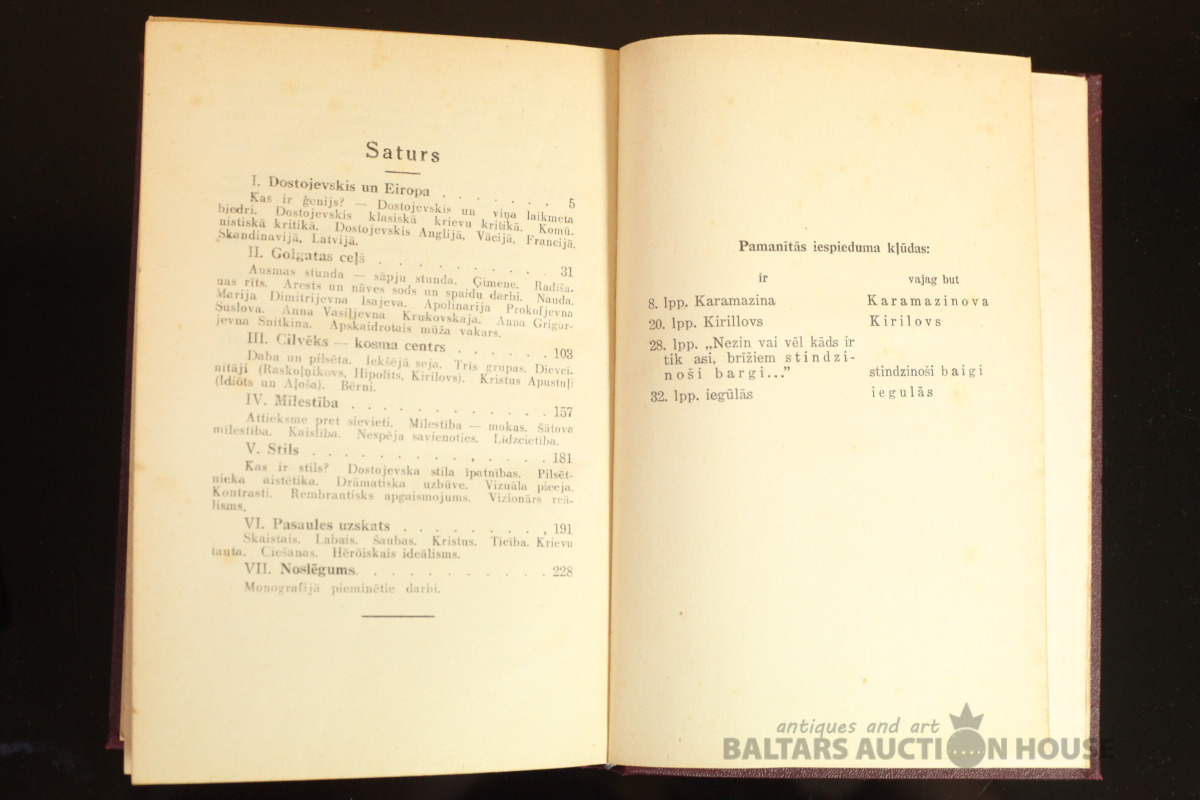 Saturs
I. Dostojevskis un Eiropa . . . . . . 5
Kas ir ģenijs? — Dostojevskis un viņa laikmeta
biedri. Dostojevskis klasiskā krievu kritikā. Komū-
nistiskā kritikā. Dostojevskis Anglijā, Vācijā, Francijā,
Skandinavijā, Latvijā.
II. Golgatas ceļš . . . . . . . . 31
Ausmas stunda — sāpju stunda. Ģimene. Radīša-
nas rīts. Arests un nāves sods un spaidu darbi. Nauda.
Marija Dimitrijevna Isajeva. Apolinarija Prokofjevna
Suslova. Anna Vasiļjevna Krukovskaja. Anna Grigor-
jevna Snitkina. Apskaidrotais mūža vakars.
III. Cilvēks — kosma centrs . . . . . . 103
Daba un pilsēta. Iekšējā seja. Trīs grupas. Dievcī-
nītāji (Raskoļņikovs, Hipolits, Kirilovs). Kristus Apustuļi
(Idiots un Aļoša). Bērni.
IV. Mīlestība . . . . . . . . . . 157
Attieksme pret sievieti. Mīlestība — mokas. Šātova
mīlestība. Kaislība. Nespēja savienoties. Līdzcietība.
V. Stils . . . . . . . . . . . 181
Kas ir stils? Dostojevska stila īpatnības. Pilsēt-
nieka aistētika. Drāmatiska uzbūve. Vizuāla pieeja.
Kontrasti. Rembrantisks apgaismojums. Vizionārs reā-
lisms.
VI. Pasaules uzskats . . . . . . . . 191
Skaistais. Labais. Šaubas. Kristus. Ticība. Krievu
tauta. Ciešanas. Hērōiskais ideālisms.
VII. Noslēgums. . . . . . . . . . 228
Monografijā pieminētie darbi.
Pamanītās iespieduma kļūdas:
ir vajag but
8. lpp. Karamazina Karamazinova
20. lpp. Kirillovs Kirilovs
28. lpp. „Nezin vai vēl kāds ir
tik asi, brīžiem stindzi-
noši bargi..." stindzinoši baigi
32. lpp. iegūlās iegulās
antiques and art
BALTARS AUCTION HOUSE